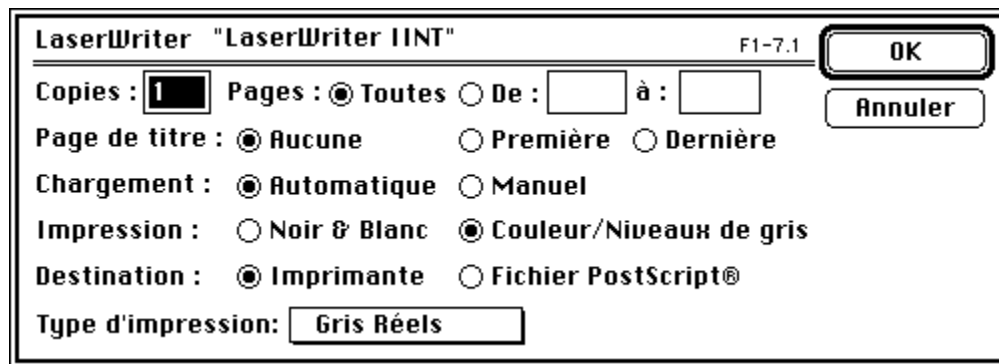 LaserWriter "LaserWriter IINT" F1-7.1 OK
Copies : 1 Pages : Toutes De : à :
Annuler
Page de titre : Aucune Première Dernière
Chargement : Automatique Manuel
Impression : Noir & Blanc Couleur/Niveaux de gris
Destination : Imprimante Fichier PostScript®
Type d'impression: Gris Réels